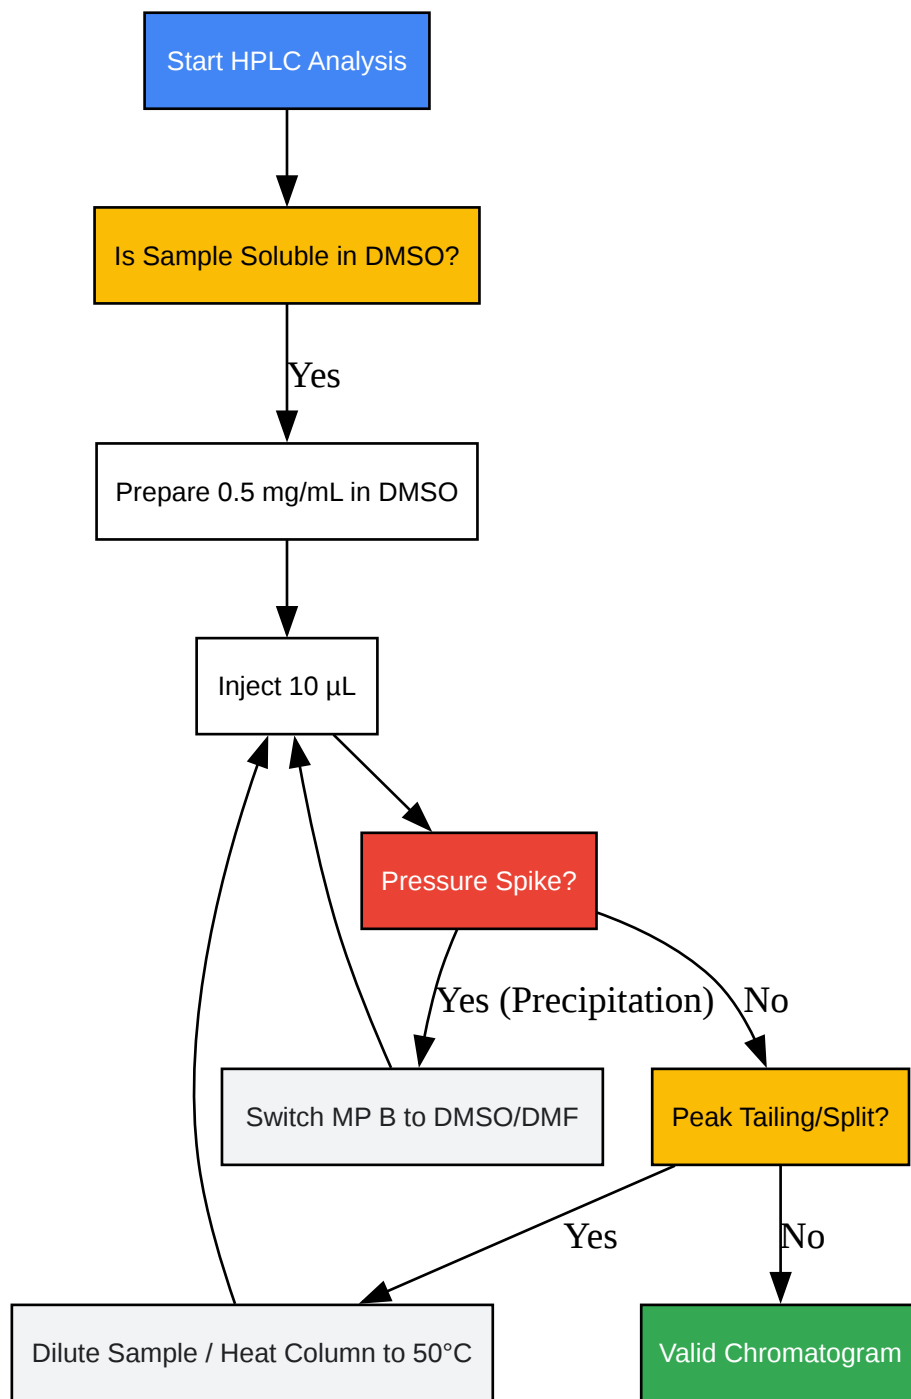 Start HPLC Analysis
Is Sample Soluble in DMSO?
Yes
Prepare 0.5 mg/mL in DMSO
Inject 10 µL
Pressure Spike?
Yes (Precipitation)
No
Switch MP B to DMSO/DMF
Peak Tailing/Split?
Yes
No
Dilute Sample / Heat Column to 50°C
Valid Chromatogram